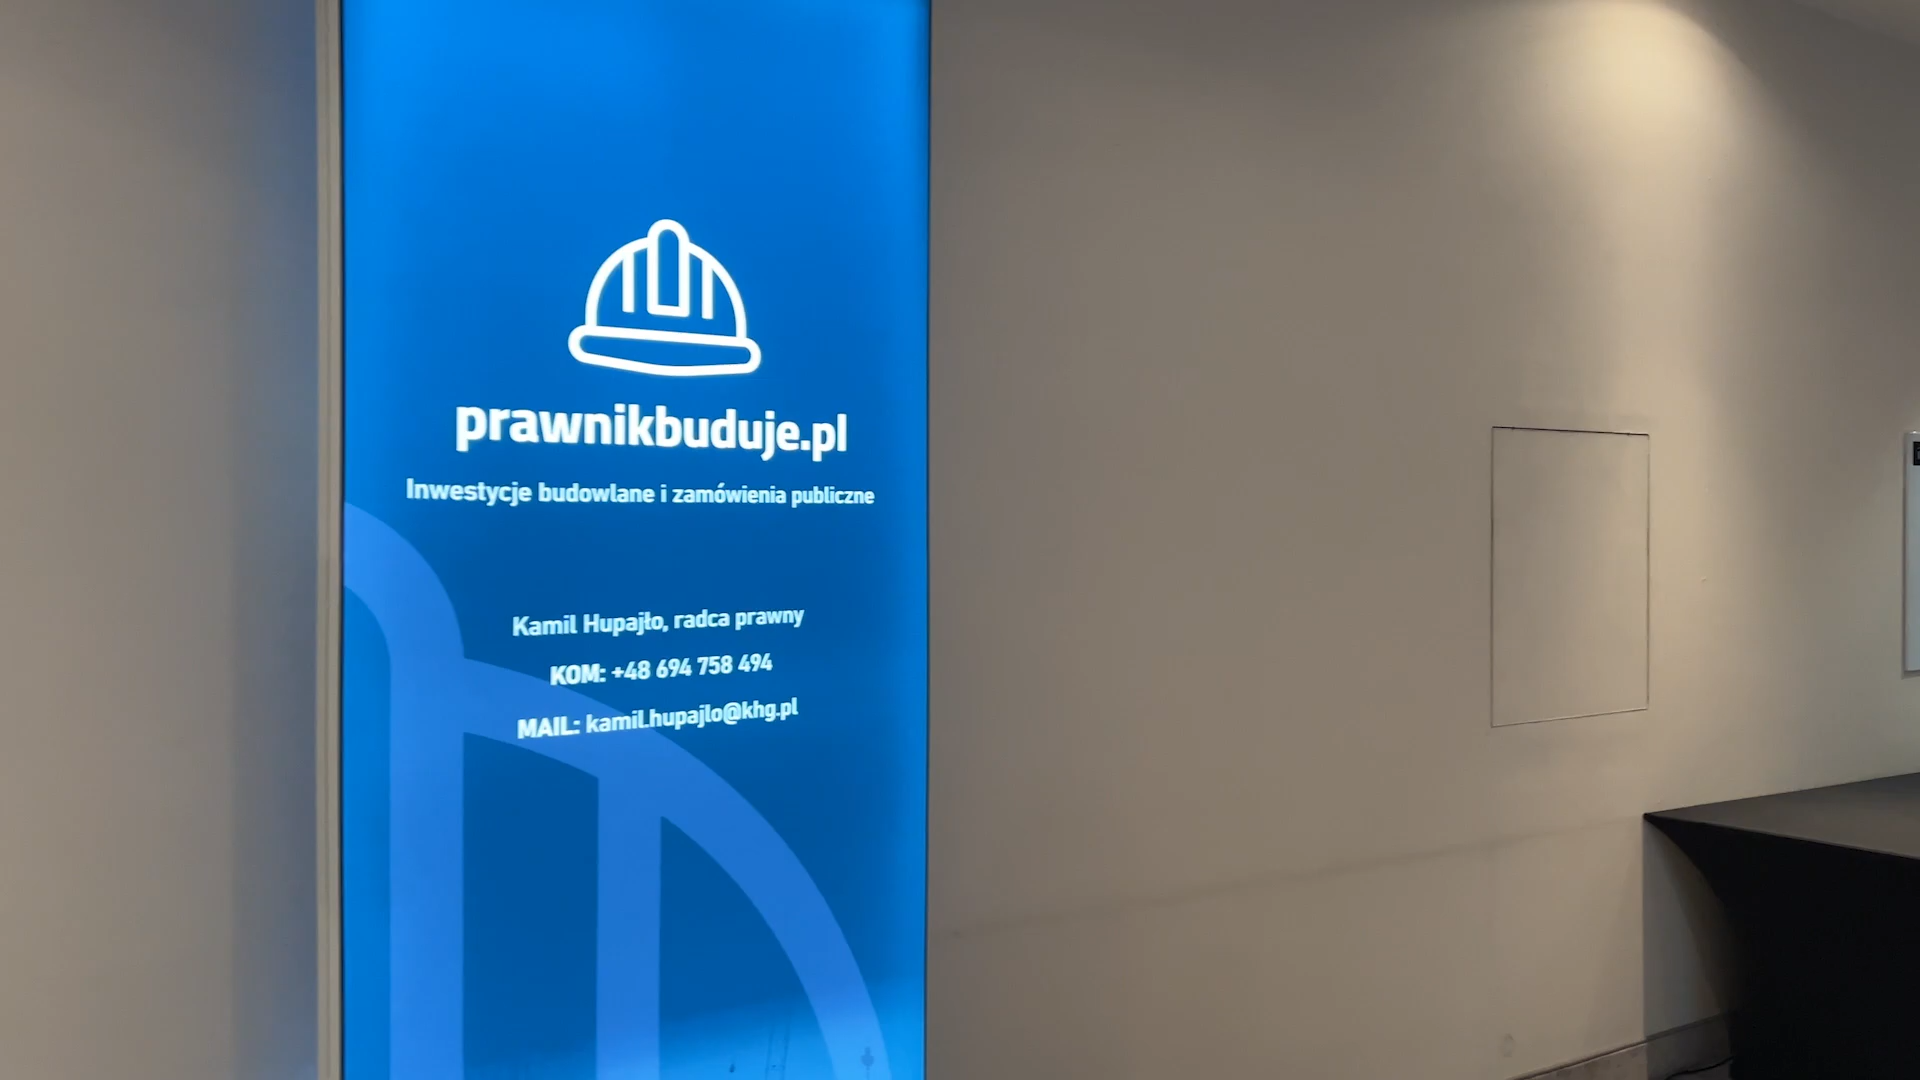 prawnikbuduje.pl
Inwestycje budowlane i zamówienia publiczne
Kamil Hupajło, radca prawny
KOM: +48 694 758 494
MAIL: kamil.hupajlo@khg.pl